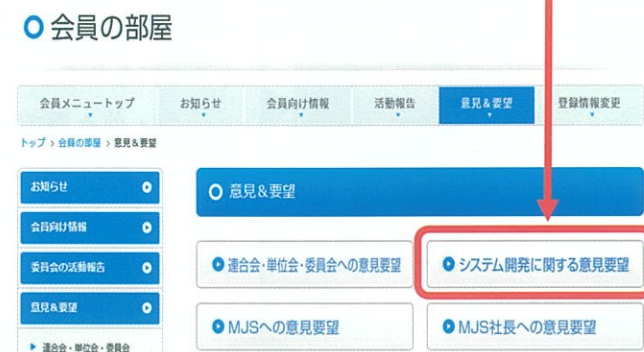 会員の部屋
会員メニュートップ お知らせ 会員向け情報 活動報告 意見&要望 登録情報変更
トップ > 会員の部屋 > 意見&要望
お知らせ
会員向け情報
委員会の活動報告
意見&要望
連合会・単位会・委員会
意見&要望
連合会・単位会・委員会への意見要望
システム開発に関する意見要望
MJSへの意見要望
MJS社長への意見要望